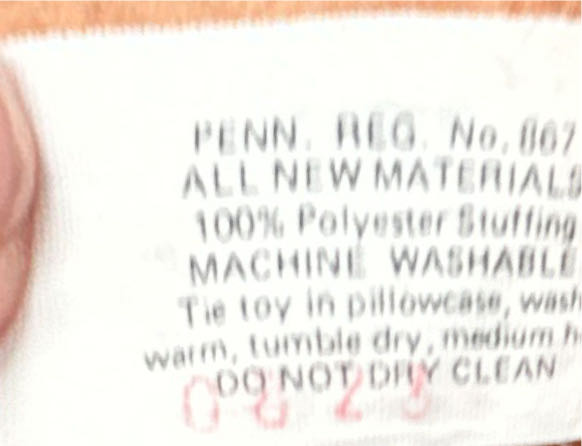 PENN. REG. No. 867
ALL NEW MATERIALS
100% Polyester Stuffing
MACHINE WASHABLE
Tie toy in pillowcase, wash
warm, tumble dry, medium h
DO NOT DRY CLEAN